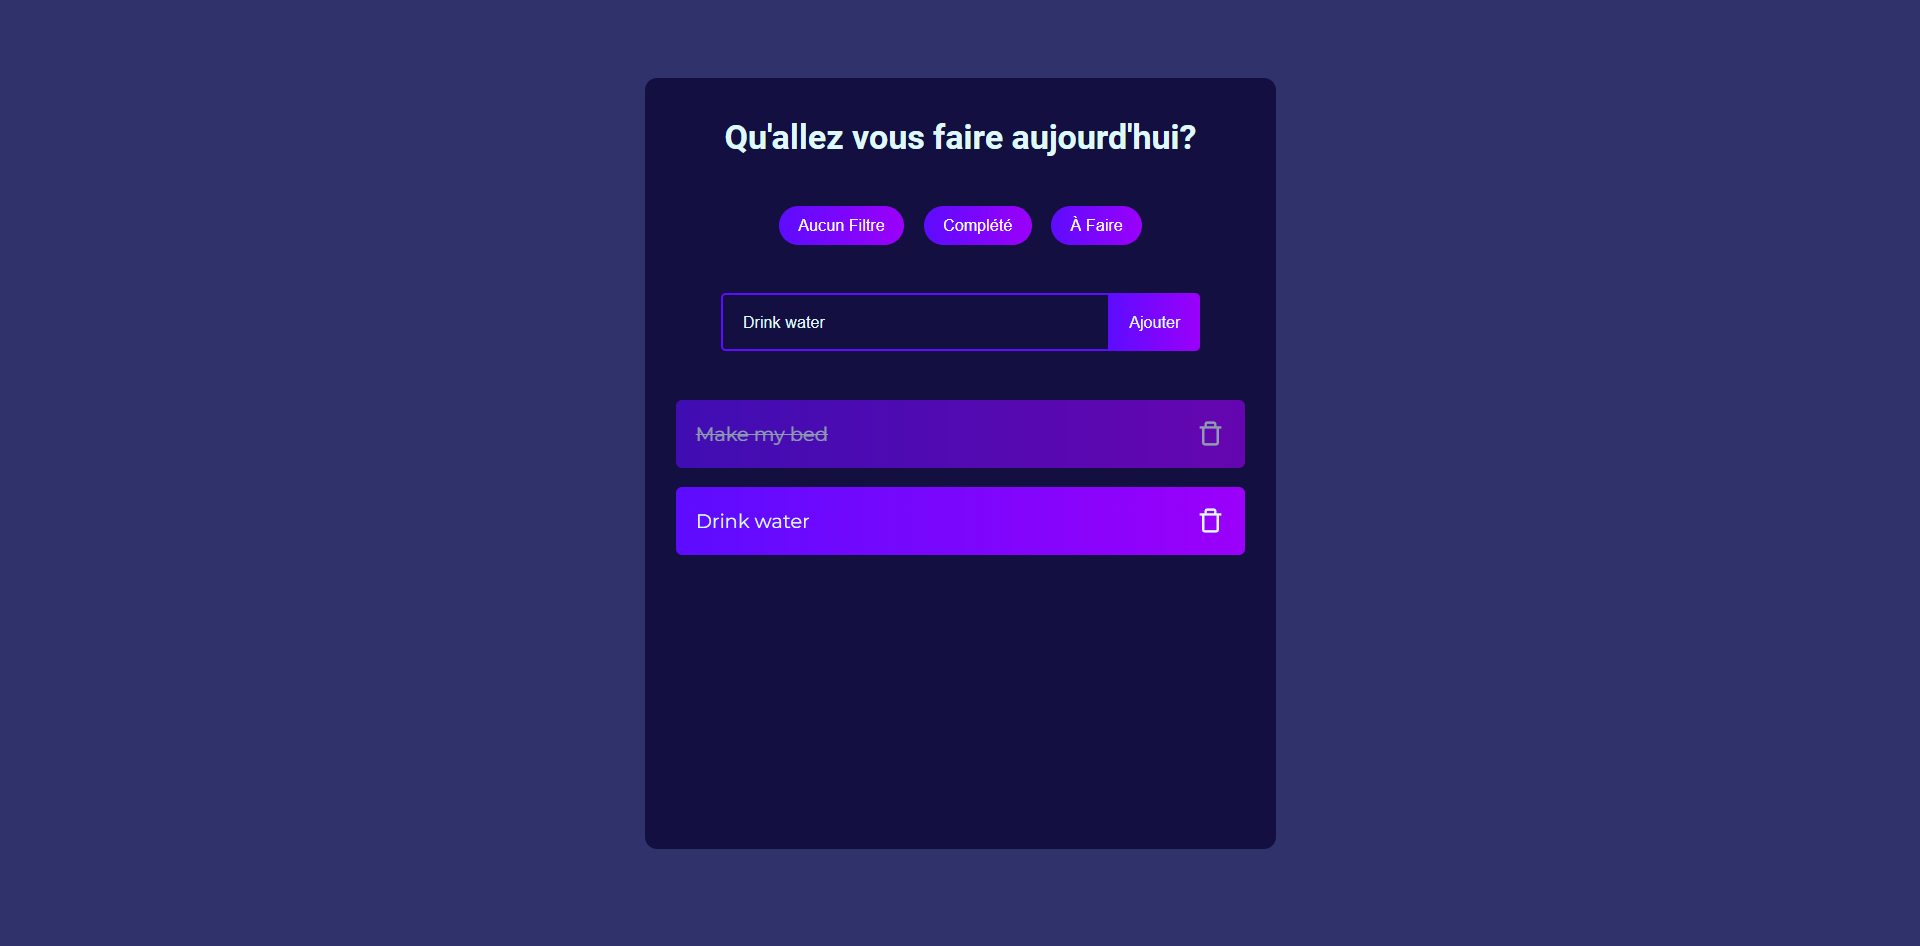 Qu'allez vous faire aujourd'hui?
Aucun Filtre Complété À Faire
Drink water Ajouter
Make my bed
Drink water